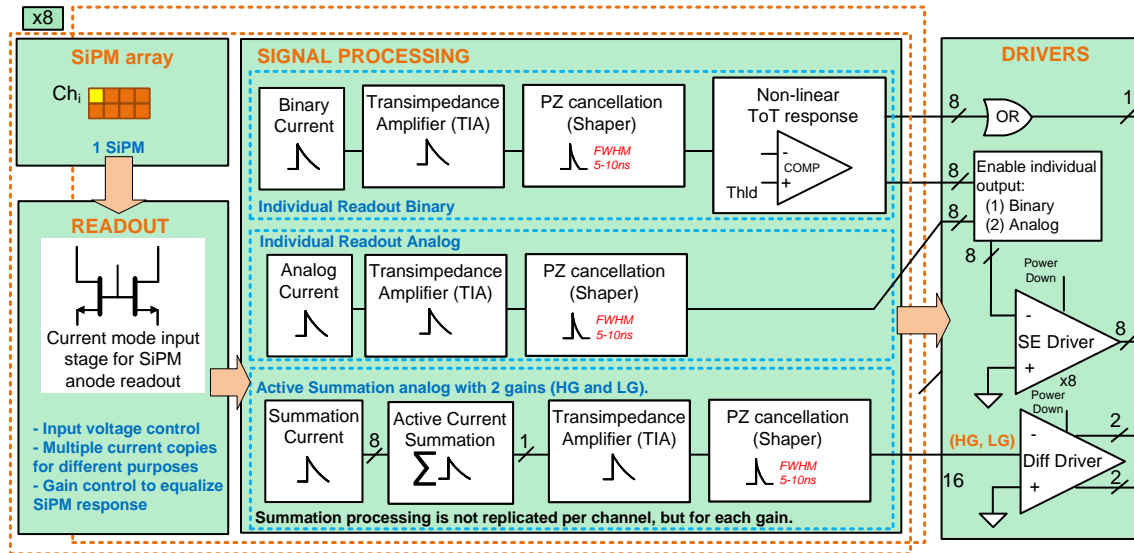 x8
SiPM array
Chi
1 SiPM
READOUT
Current mode input
stage for SiPM
anode readout
- Input voltage control
- Multiple current copies
for different purposes
- Gain control to equalize
SiPM response
SIGNAL PROCESSING
Binary
Current
Transimpedance
Amplifier (TIA)
PZ cancellation
(Shaper)
FWHM
5-10ns
Non-linear
ToT response
-
+
COMP
Thld
Individual Readout Binary
Individual Readout Analog
Analog
Current
Transimpedance
Amplifier (TIA)
PZ cancellation
(Shaper)
FWHM
5-10ns
Active Summation analog with 2 gains (HG and LG).
Summation
Current
8
Active Current
Summation
Σ
1
Transimpedance
Amplifier (TIA)
PZ cancellation
(Shaper)
FWHM
5-10ns
Summation processing is not replicated per channel, but for each gain.
DRIVERS
8
OR
1
8
8
Enable individual
output:
(1) Binary
(2) Analog
8
Power
Down
-
SE Driver
+
8
x8
Power
Down
(HG, LG)
16
-
Diff Driver
+
2
2